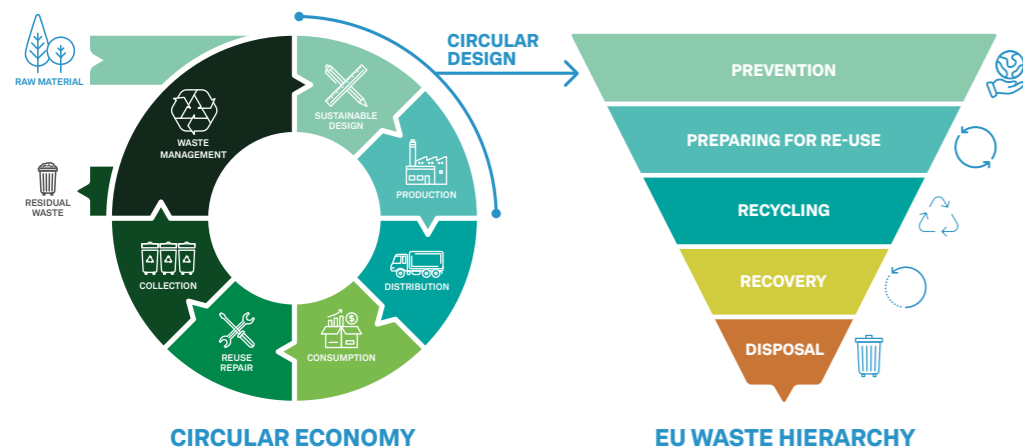 RAW MATERIAL
RESIDUAL
WASTE
WASTE
MANAGEMENT
SUSTAINABLE
DESIGN
PRODUCTION
DISTRIBUTION
CONSUMPTION
REUSE
REPAIR
COLLECTION
CIRCULAR ECONOMY
CIRCULAR
DESIGN
PREVENTION
PREPARING FOR RE-USE
RECYCLING
RECOVERY
DISPOSAL
EU WASTE HIERARCHY